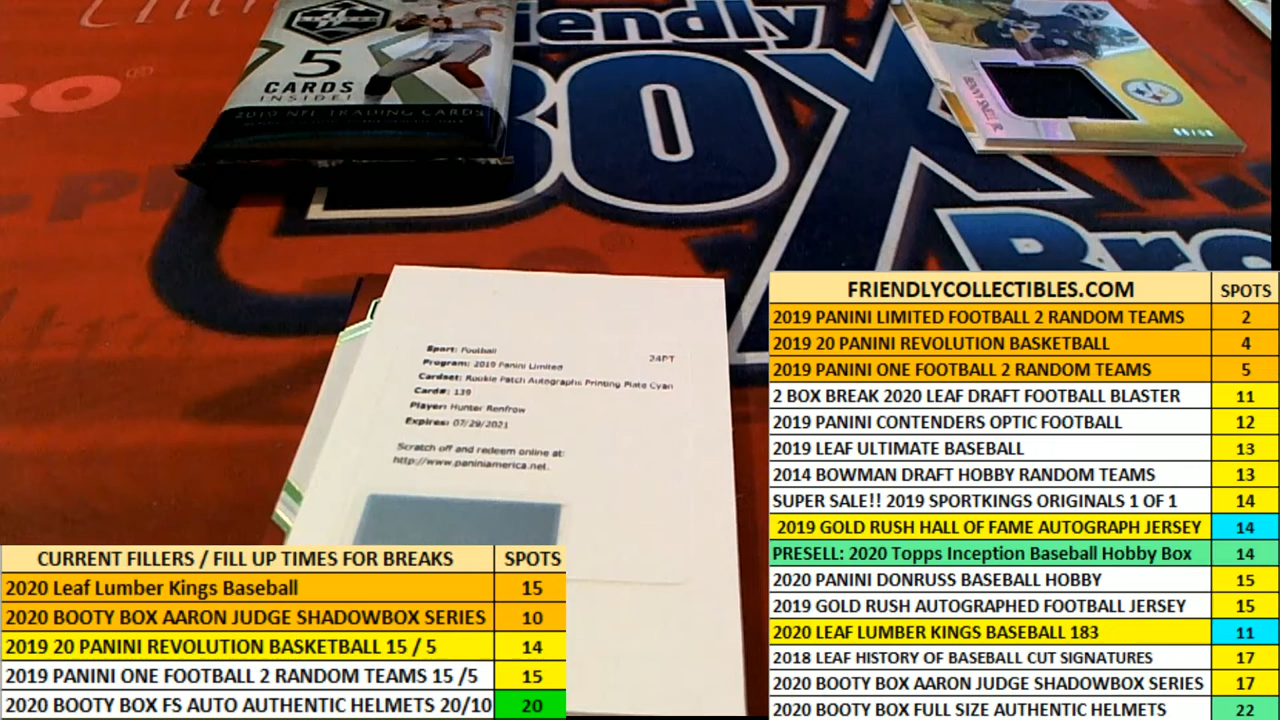 LIMITED
5
CARDS
INSIDE!
2019 NFL TRADING CARDS
iendly
BOX
Bre
RO
BENNY SNELL JR.
Sport: Football
24PT
Program: 2019 Panini Limited
Cardset: Rookie Patch Autographs Printing Plate Cyan
Card#: 139
Player: Hunter Renfrow
Expires: 07/29/2021
Scratch off and redeem online at:
http://www.paniniamerica.net.
FRIENDLYCOLLECTIBLES.COM SPOTS
2019 PANINI LIMITED FOOTBALL 2 RANDOM TEAMS 2
2019 20 PANINI REVOLUTION BASKETBALL 4
2019 PANINI ONE FOOTBALL 2 RANDOM TEAMS 5
2 BOX BREAK 2020 LEAF DRAFT FOOTBALL BLASTER 11
2019 PANINI CONTENDERS OPTIC FOOTBALL 12
2019 LEAF ULTIMATE BASEBALL 13
2014 BOWMAN DRAFT HOBBY RANDOM TEAMS 13
SUPER SALE!! 2019 SPORTKINGS ORIGINALS 1 OF 1 14
2019 GOLD RUSH HALL OF FAME AUTOGRAPH JERSEY 14
PRESELL: 2020 Topps Inception Baseball Hobby Box 14
2020 PANINI DONRUSS BASEBALL HOBBY 15
2019 GOLD RUSH AUTOGRAPHED FOOTBALL JERSEY 15
2020 LEAF LUMBER KINGS BASEBALL 183 11
2018 LEAF HISTORY OF BASEBALL CUT SIGNATURES 17
2020 BOOTY BOX AARON JUDGE SHADOWBOX SERIES 17
2020 BOOTY BOX FULL SIZE AUTHENTIC HELMETS 22
CURRENT FILLERS / FILL UP TIMES FOR BREAKS SPOTS
2020 Leaf Lumber Kings Baseball 15
2020 BOOTY BOX AARON JUDGE SHADOWBOX SERIES 10
2019 20 PANINI REVOLUTION BASKETBALL 15 / 5 14
2019 PANINI ONE FOOTBALL 2 RANDOM TEAMS 15 /5 15
2020 BOOTY BOX FS AUTO AUTHENTIC HELMETS 20/10 20